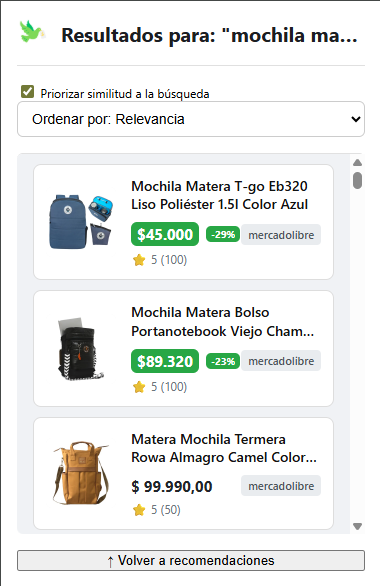 Resultados para: "mochila ma...
Priorizar similitud a la búsqueda
Ordenar por: Relevancia
Mochila Matera T-go Eb320
Liso Poliéster 1.5l Color Azul
$45.000 -29% mercadolibre
5 (100)
Mochila Matera Bolso
Portanotebook Viejo Cham...
$89.320 -23% mercadolibre
5 (100)
Matera Mochila Termera
Rowa Almagro Camel Color...
$ 99.990,00 mercadolibre
5 (50)
↑ Volver a recomendaciones